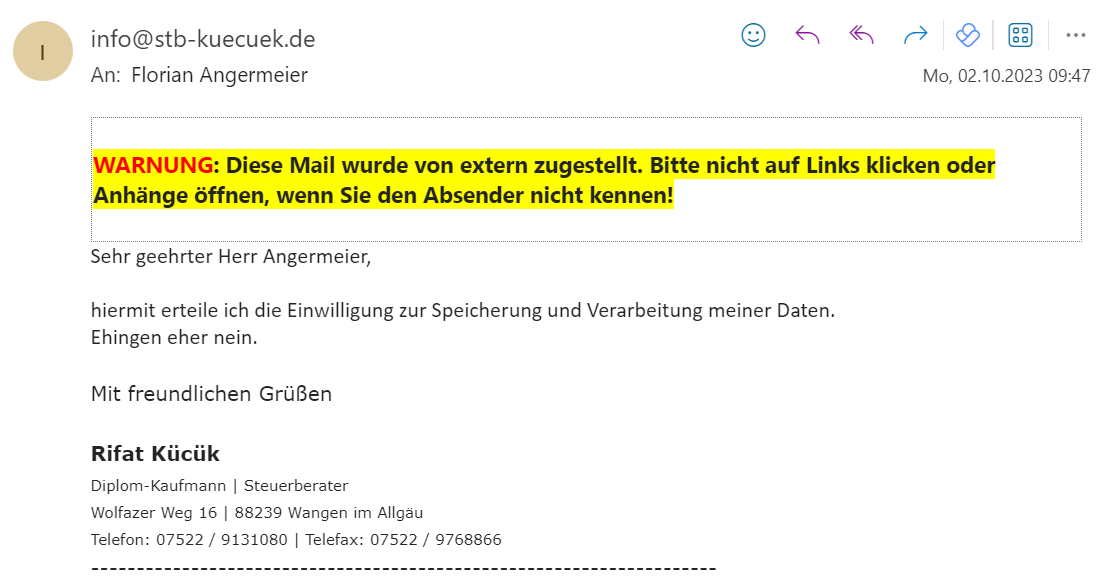 I
info@stb-kuecuek.de
An: Florian Angermeier
Mo, 02.10.2023 09:47
WARNUNG: Diese Mail wurde von extern zugestellt. Bitte nicht auf Links klicken oder
Anhänge öffnen, wenn Sie den Absender nicht kennen!
Sehr geehrter Herr Angermeier,
hiermit erteile ich die Einwilligung zur Speicherung und Verarbeitung meiner Daten.
Ehingen eher nein.
Mit freundlichen Grüßen
Rifat Kücük
Diplom-Kaufmann | Steuerberater
Wolfazer Weg 16 | 88239 Wangen im Allgäu
Telefon: 07522 / 9131080 | Telefax: 07522 / 9768866
----------------------------------------------------------------------